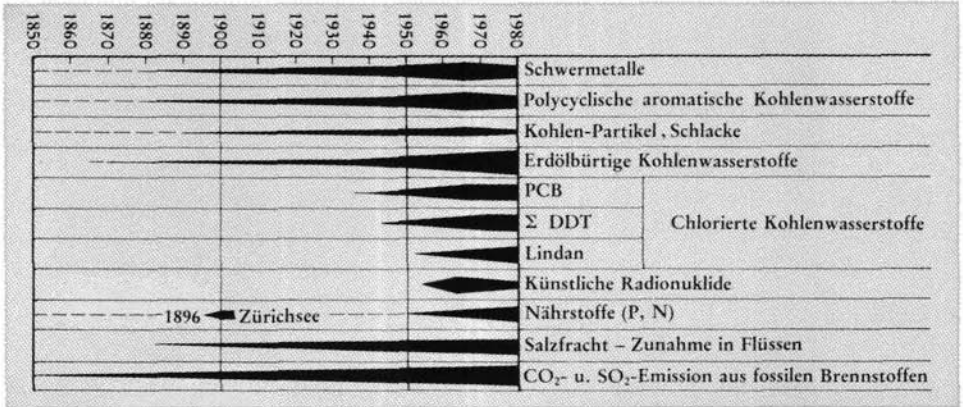 1850 1860 1870 1880 1890 1900 1910 1920 1930 1940 1950 1960 1970 1980
Schwermetalle
Polycyclische aromatische Kohlenwasserstoffe
Kohlen-Partikel, Schlacke
Erdölbürtige Kohlenwasserstoffe
PCB
Σ DDT
Chlorierte Kohlenwasserstoffe
Lindan
Künstliche Radionuklide
1896 Zürichsee Nährstoffe (P, N)
Salzfracht – Zunahme in Flüssen
CO₂- u. SO₂-Emission aus fossilen Brennstoffen